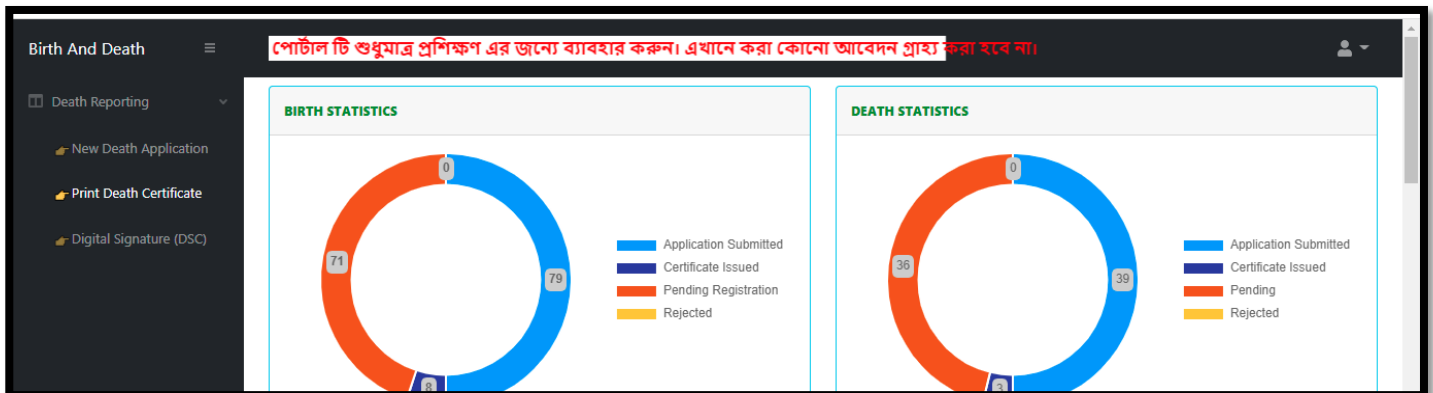 Birth And Death
পোর্টাল টি শুধুমাত্র প্রশিক্ষণ এর জন্যে ব্যাবহার করুন। এখানে করা কোনো আবেদন গ্রাহ্য করা হবে না।
Death Reporting
New Death Application
Print Death Certificate
Digital Signature (DSC)
BIRTH STATISTICS
0
71
79
8
Application Submitted
Certificate Issued
Pending Registration
Rejected
DEATH STATISTICS
0
36
39
3
Application Submitted
Certificate Issued
Pending
Rejected